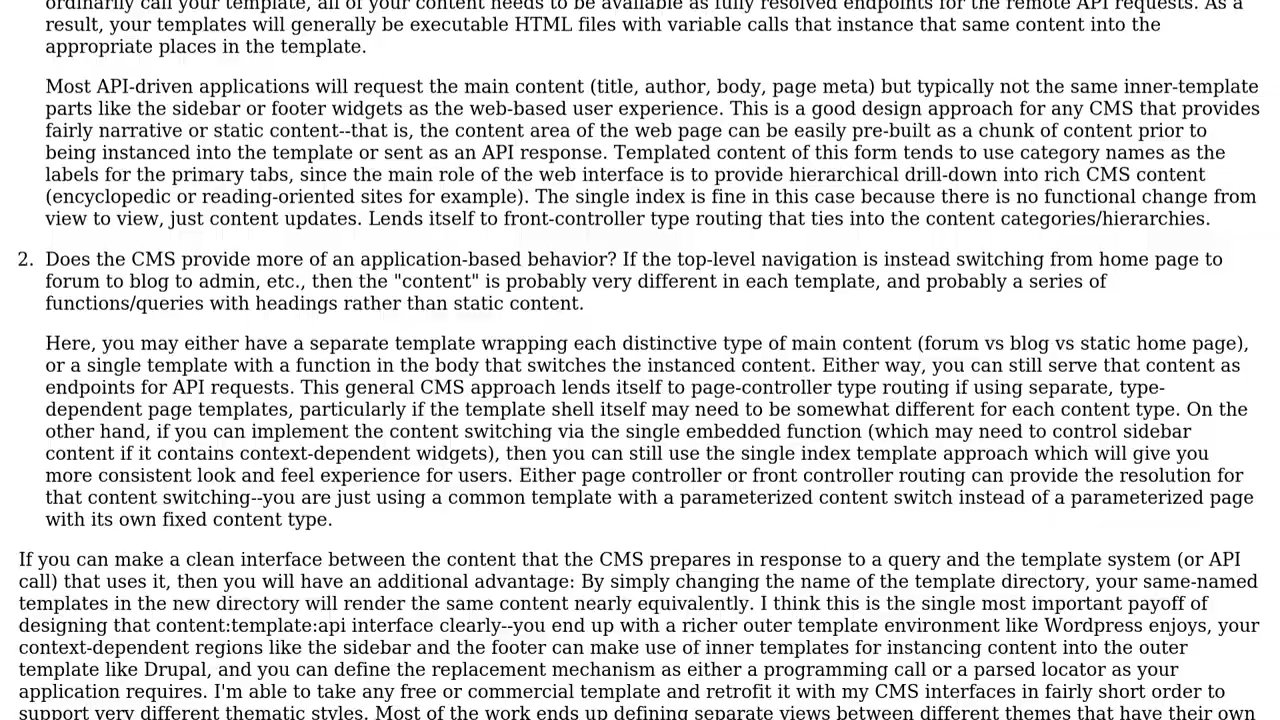 ordinarily call your template, all of your content needs to be available as fully resolved endpoints for the remote API requests. As a
result, your templates will generally be executable HTML files with variable calls that instance that same content into the
appropriate places in the template.
Most API-driven applications will request the main content (title, author, body, page meta) but typically not the same inner-template
parts like the sidebar or footer widgets as the web-based user experience. This is a good design approach for any CMS that provides
fairly narrative or static content--that is, the content area of the web page can be easily pre-built as a chunk of content prior to
being instanced into the template or sent as an API response. Templated content of this form tends to use category names as the
labels for the primary tabs, since the main role of the web interface is to provide hierarchical drill-down into rich CMS content
(encyclopedic or reading-oriented sites for example). The single index is fine in this case because there is no functional change from
view to view, just content updates. Lends itself to front-controller type routing that ties into the content categories/hierarchies.
2. Does the CMS provide more of an application-based behavior? If the top-level navigation is instead switching from home page to
forum to blog to admin, etc., then the "content" is probably very different in each template, and probably a series of
functions/queries with headings rather than static content.
Here, you may either have a separate template wrapping each distinctive type of main content (forum vs blog vs static home page),
or a single template with a function in the body that switches the instanced content. Either way, you can still serve that content as
endpoints for API requests. This general CMS approach lends itself to page-controller type routing if using separate, type-
dependent page templates, particularly if the template shell itself may need to be somewhat different for each content type. On the
other hand, if you can implement the content switching via the single embedded function (which may need to control sidebar
content if it contains context-dependent widgets), then you can still use the single index template approach which will give you
more consistent look and feel experience for users. Either page controller or front controller routing can provide the resolution for
that content switching--you are just using a common template with a parameterized content switch instead of a parameterized page
with its own fixed content type.
If you can make a clean interface between the content that the CMS prepares in response to a query and the template system (or API
call) that uses it, then you will have an additional advantage: By simply changing the name of the template directory, your same-named
templates in the new directory will render the same content nearly equivalently. I think this is the single most important payoff of
designing that content:template:api interface clearly--you end up with a richer outer template environment like Wordpress enjoys, your
context-dependent regions like the sidebar and the footer can make use of inner templates for instancing content into the outer
template like Drupal, and you can define the replacement mechanism as either a programming call or a parsed locator as your
application requires. I'm able to take any free or commercial template and retrofit it with my CMS interfaces in fairly short order to
support very different thematic styles. Most of the work ends up defining separate views between different themes that have their own